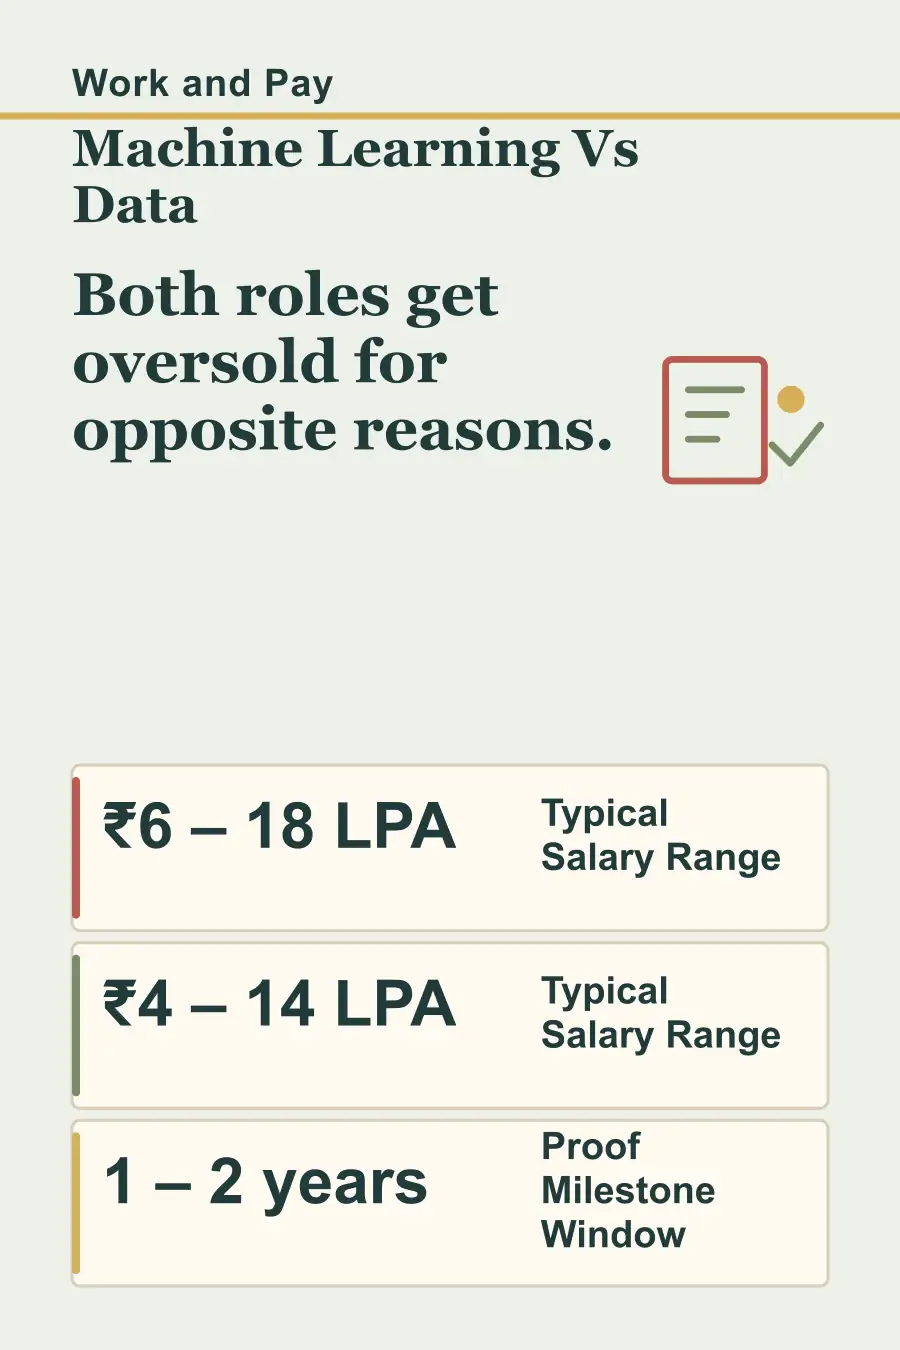 Work and Pay
Machine Learning Vs
Data
Both roles get
oversold for
opposite reasons.
₹6 – 18 LPA
Typical
Salary Range
₹4 – 14 LPA
Typical
Salary Range
1 – 2 years
Proof
Milestone
Window